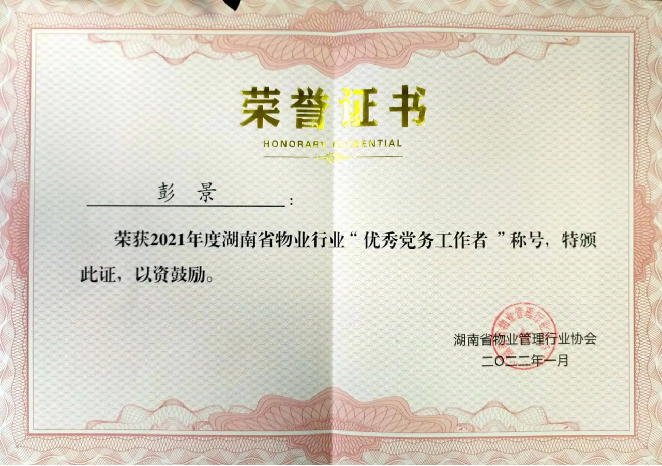 荣誉证书
HONORARY CREDENTIAL
彭景：
荣获2021年度湖南省物业行业“优秀党务工作者”称号，特颁
此证，以资鼓励。
湖南省物业管理行业协会
二〇二二年一月